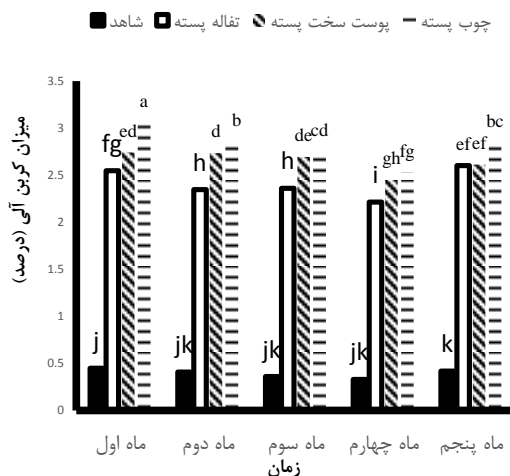 شاهد تفاله پسته پوست سخت پسته چوب پسته
میزان کربن آلی (درصد)
3.5
3
2.5
2
1.5
1
0.5
0
j fg ed a
jk h d b
jk h de cd
jk i gh fg
k ef ef bc
ماه اول ماه دوم ماه سوم ماه چهارم ماه پنجم
زمان